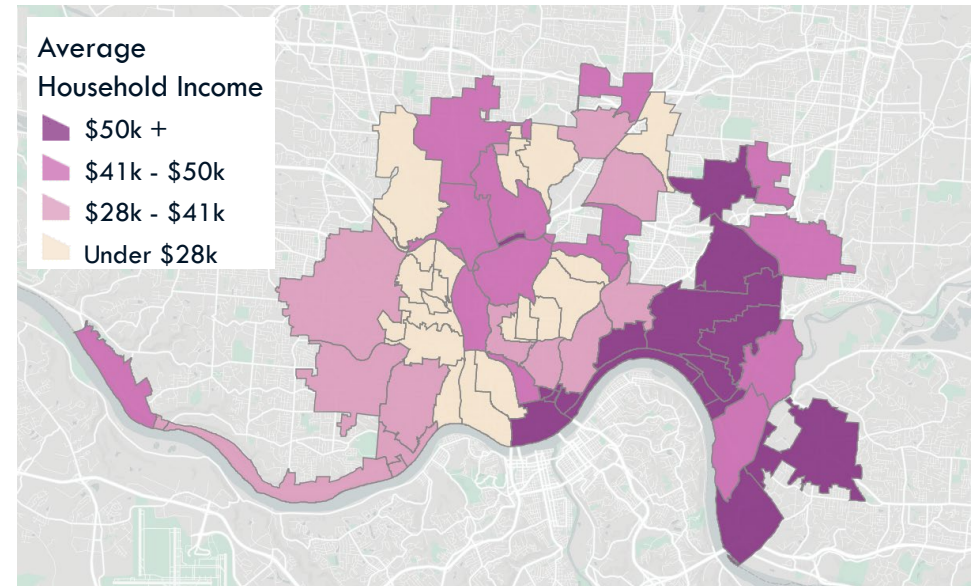 Average
Household Income
$50k +
$41k - $50k
$28k - $41k
Under $28k